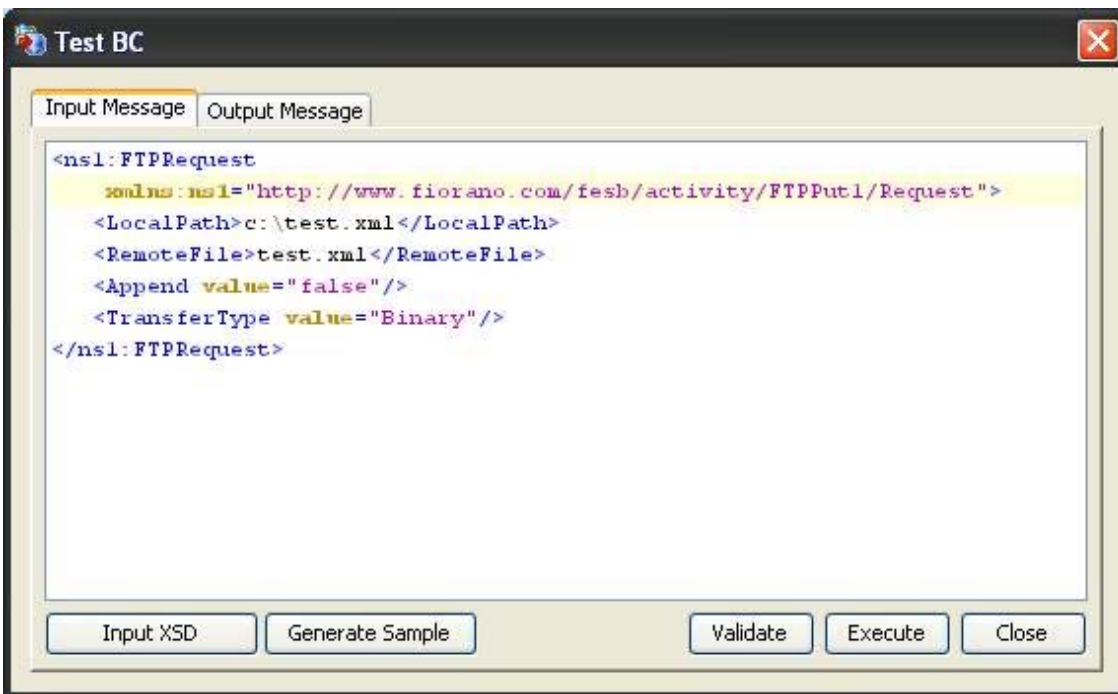 Test BC
Input Message Output Message
<ns1:FTPRequest
xmlns:ns1="http://www.fiorano.com/fesb/activity/FTPPut1/Request">
<LocalPath>c:\test.xml</LocalPath>
<RemoteFile>test.xml</RemoteFile>
<Append value="false"/>
<TransferType value="Binary"/>
</ns1:FTPRequest>
Input XSD Generate Sample Validate Execute Close